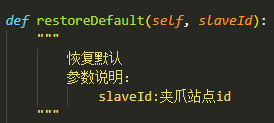 def restoreDefault(self, slaveId):
"""
恢复默认
参数说明:
slaveId:夹爪站点id
"""